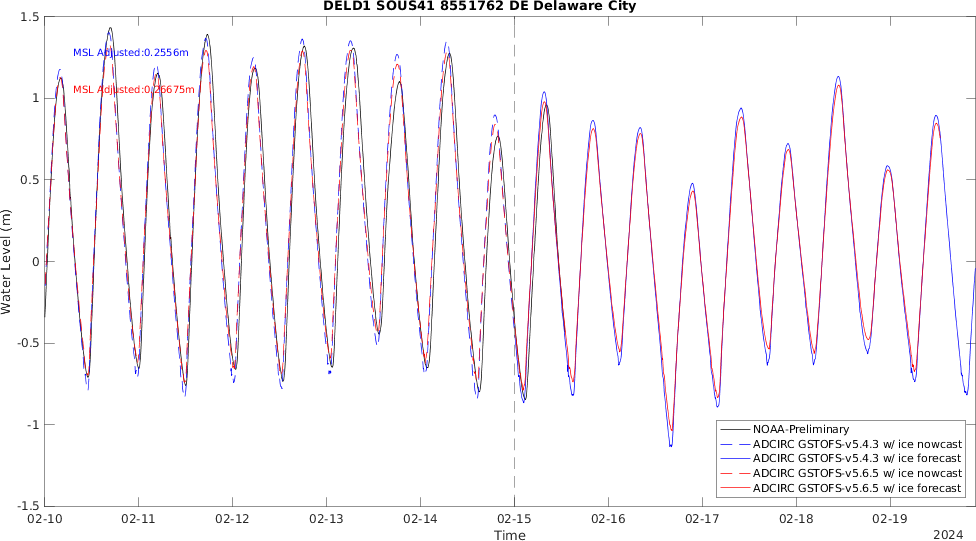 DELD1 SOUS41 8551762 DE Delaware City
1.5
1
0.5
0
-0.5
-1
-1.5
Water Level (m)
MSL Adjusted:0.2556m
MSL Adjusted:0.26675m
NOAA-Preliminary
ADCIRC GSTOFS-v5.4.3 w/ ice nowcast
ADCIRC GSTOFS-v5.4.3 w/ ice forecast
ADCIRC GSTOFS-v5.6.5 w/ ice nowcast
ADCIRC GSTOFS-v5.6.5 w/ ice forecast
02-10 02-11 02-12 02-13 02-14 02-15 02-16 02-17 02-18 02-19
Time
2024